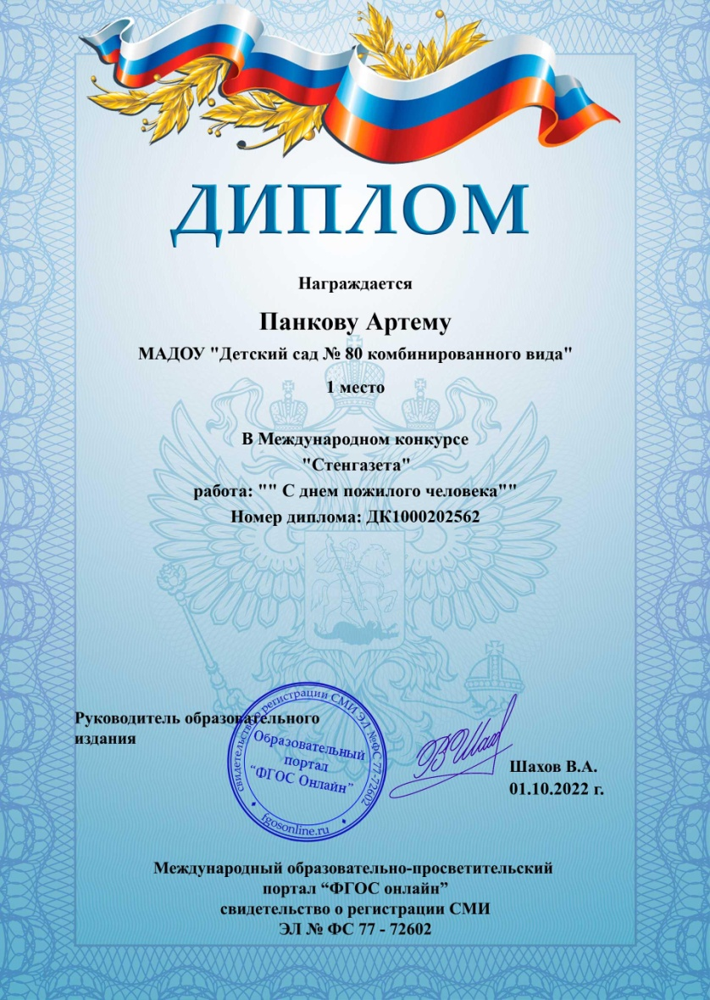 ДИПЛОМ
Награждается
Панкову Артему
МАДОУ "Детский сад № 80 комбинированного вида"
1 место
В Международном конкурсе
"Стенгазета"
работа: "" С днем пожилого человека""
Номер диплома: ДК1000202562
Руководитель образовательного
издания
свидетельство о регистрации СМИ ЭЛ №ФС 77-72602
Образовательный
портал
“ФГОС Онлайн”
fgosonline.ru
Шахов В.А.
01.10.2022 г.
Международный образовательно-просветительский
портал “ФГОС онлайн”
свидетельство о регистрации СМИ
ЭЛ № ФС 77 - 72602